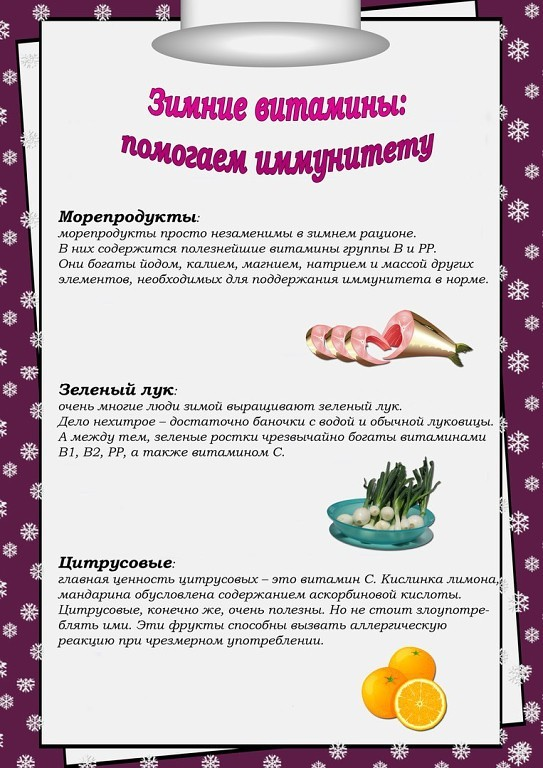 Зимние витамины:
помогаем иммунитету
Морепродукты:
морепродукты просто незаменимы в зимнем рационе.
В них содержится полезнейшие витамины группы В и РР.
Они богаты йодом, калием, магнием, натрием и массой других
элементов, необходимых для поддержания иммунитета в норме.
Зеленый лук:
очень многие люди зимой выращивают зеленый лук.
Дело нехитрое – достаточно баночки с водой и обычной луковицы.
А между тем, зеленые ростки чрезвычайно богаты витаминами
В1, В2, РР, а также витамином С.
Цитрусовые:
главная ценность цитрусовых – это витамин С. Кислинка лимона,
мандарина обусловлена содержанием аскорбиновой кислоты.
Цитрусовые, конечно же, очень полезны. Но не стоит злоупотре-
блять ими. Эти фрукты способны вызвать аллергическую
реакцию при чрезмерном употреблении.